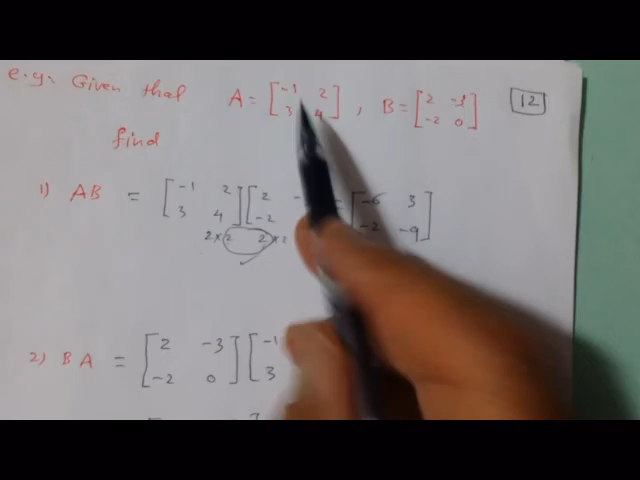 e.g: Given that A = [-1 2 3 4], B = [2 -3 -2 0] 12
find
1) AB = [-1 2 3 4][2 - -2 = [-6 3 -2 -9]
2×2 2×2
2) BA = [2 -3 -2 0][-1 3